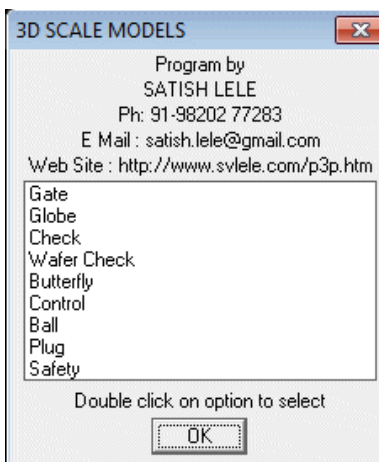 3D SCALE MODELS
Program by
SATISH LELE
Ph: 91-98202 77283
E Mail : satish.lele@gmail.com
Web Site : http://www.svlele.com/p3p.htm
Gate
Globe
Check
Wafer Check
Butterfly
Control
Ball
Plug
Safety
Double click on option to select
OK